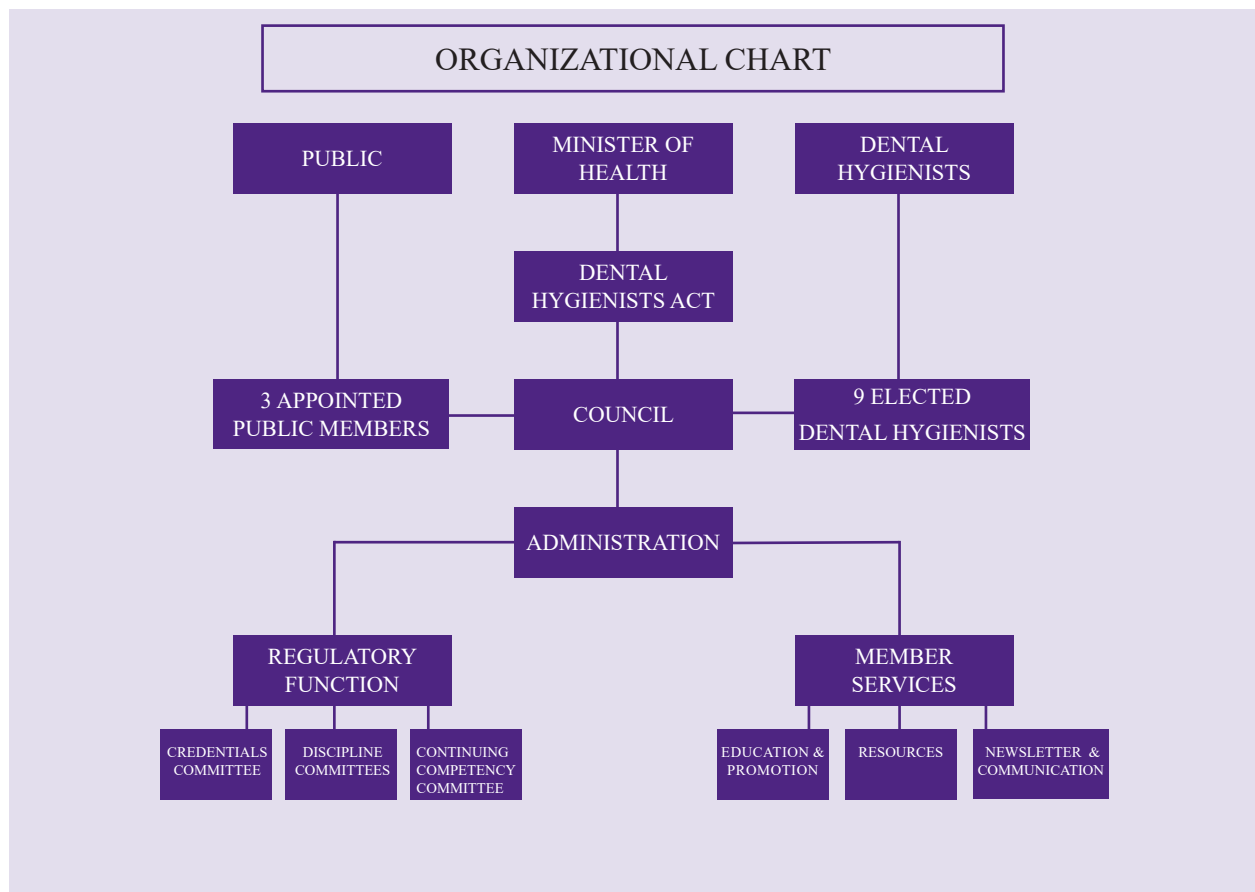 ORGANIZATIONAL CHART
PUBLIC
MINISTER OF
HEALTH
DENTAL
HYGIENISTS
DENTAL
HYGIENISTS ACT
3 APPOINTED
PUBLIC MEMBERS
COUNCIL
9 ELECTED
DENTAL HYGIENISTS
ADMINISTRATION
REGULATORY
FUNCTION
MEMBER
SERVICES
CREDENTIALS
COMMITTEE
DISCIPLINE
COMMITTEES
CONTINUING
COMPETENCY
COMMITTEE
EDUCATION &
PROMOTION
RESOURCES
NEWSLETTER &
COMMUNICATION